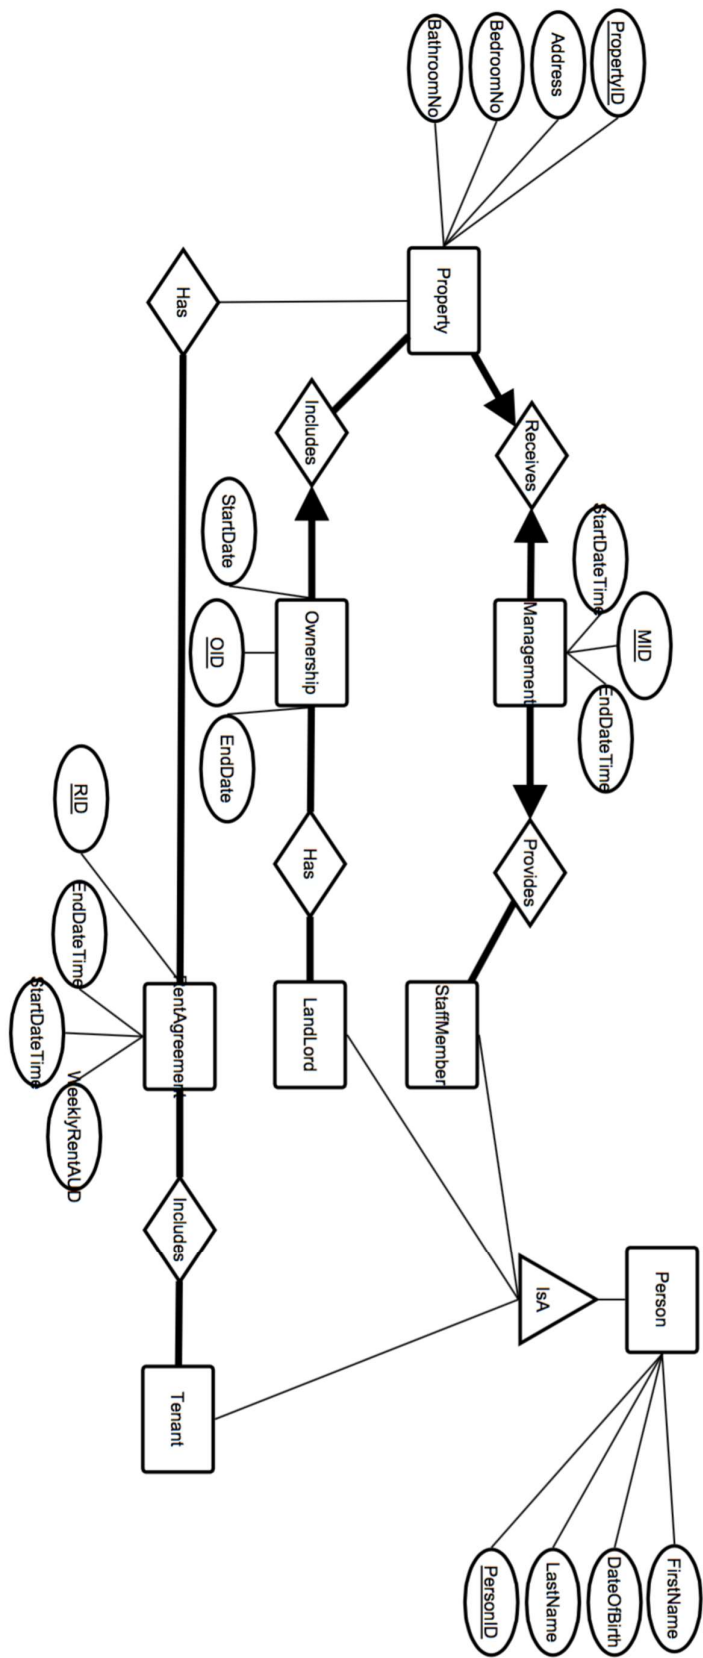 PropertyID
Address
BedroomNo
BathroomNo
Property
Has
Includes
Receives
StartDateTime
MID
EndDateTime
Management
StartDate
OID
EndDate
Ownership
Has
Provides
RID
EndDateTime
StartDateTime
WeeklyRentAUD
RentAgreement
LandLord
StaffMember
Includes
IsA
Person
Tenant
FirstName
DateOfBirth
LastName
PersonID